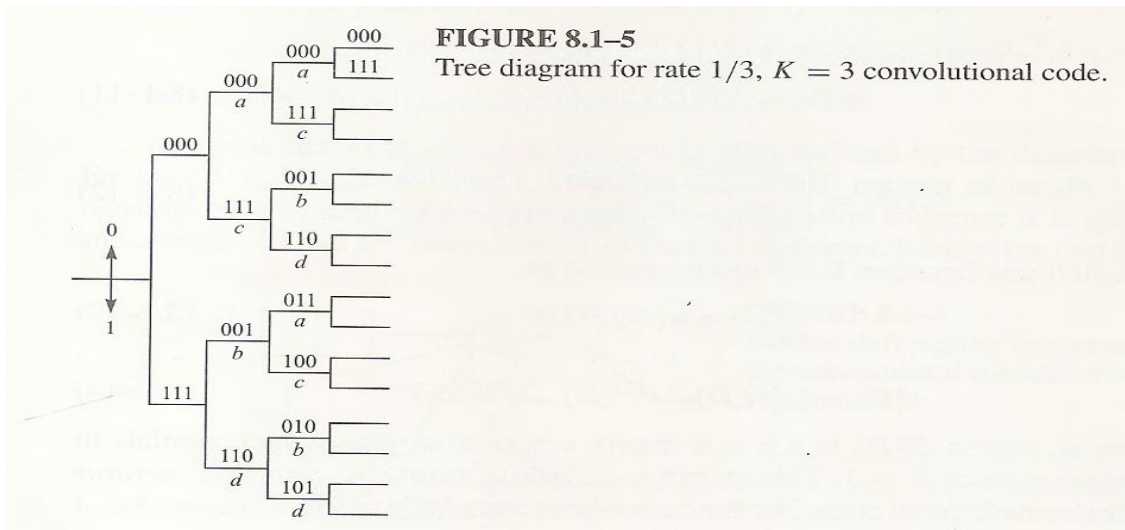 FIGURE 8.1–5
Tree diagram for rate 1/3, K = 3 convolutional code.
000
000
a
111
000
a
111
c
000
001
b
111
c
110
d
0
1
011
a
001
b
100
c
111
010
b
110
d
101
d